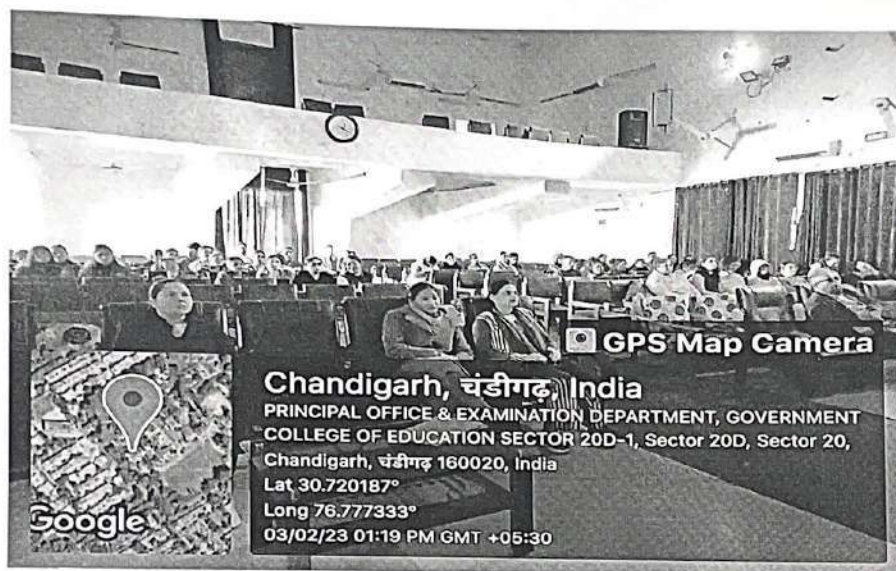 GPS Map Camera
Chandigarh, चंडीगढ़, India
PRINCIPAL OFFICE & EXAMINATION DEPARTMENT, GOVERNMENT
COLLEGE OF EDUCATION SECTOR 20D-1, Sector 20D, Sector 20,
Chandigarh, चंडीगढ़ 160020, India
Lat 30.720187°
Long 76.777333°
03/02/23 01:19 PM GMT +05:30
Google